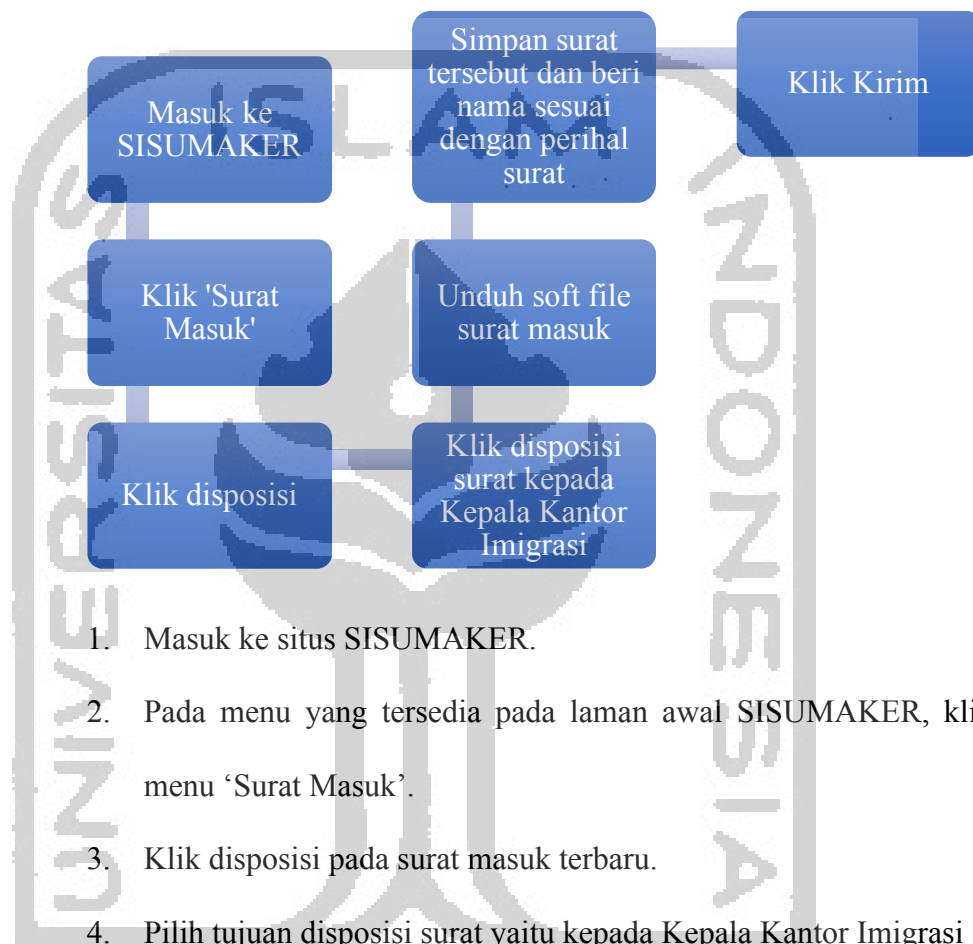 Masuk ke
SISUMAKER
Klik 'Surat
Masuk'
Klik disposisi
Klik disposisi
surat kepada
Kepala Kantor
Imigrasi
Unduh soft file
surat masuk
Simpan surat
tersebut dan beri
nama sesuai
dengan perihal
surat
Klik Kirim
1. Masuk ke situs SISUMAKER.
2. Pada menu yang tersedia pada laman awal SISUMAKER, kli
menu ‘Surat Masuk’.
3. Klik disposisi pada surat masuk terbaru.
4. Pilih tujuan disposisi surat yaitu kepada Kepala Kantor Imigrasi
UNIVERSITAS
ISLAM
INDONESIA